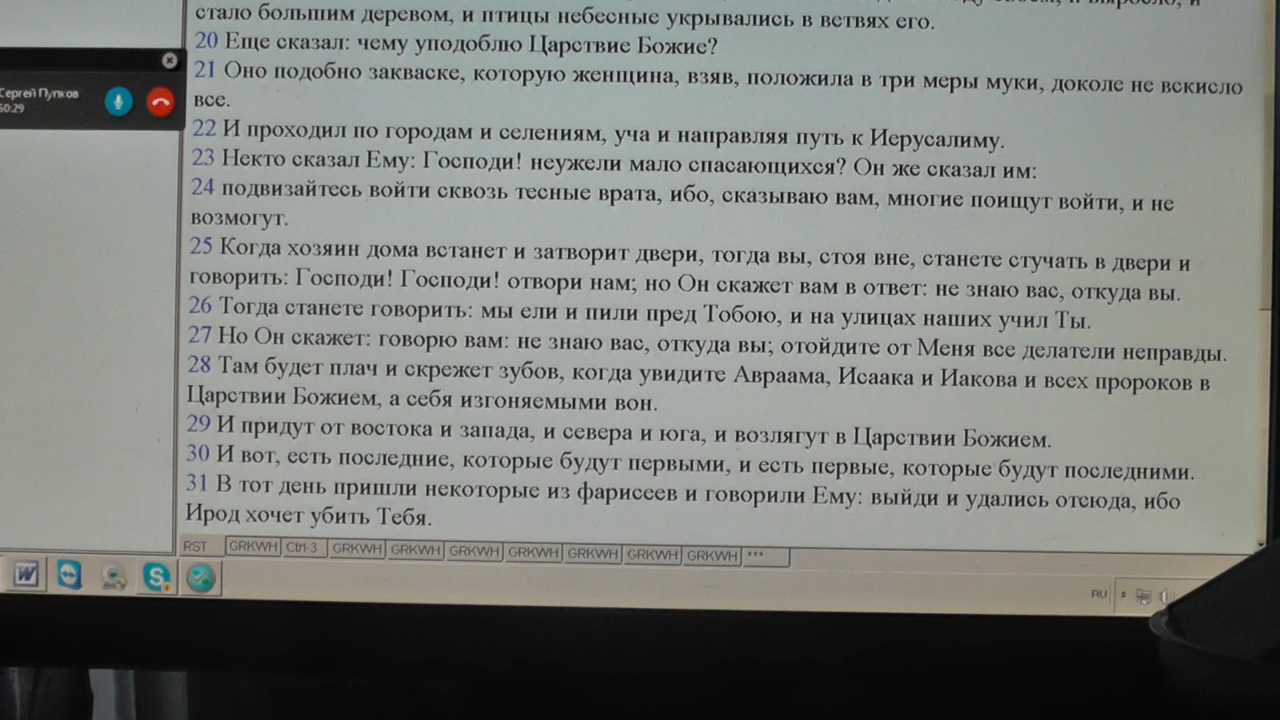 стало большим деревом, и птицы небесные укрывались в ветвях его.
20 Еще сказал: чему уподоблю Царствие Божие?
21 Оно подобно закваске, которую женщина, взяв, положила в три меры муки, доколе не вскисло
все.
22 И проходил по городам и селениям, уча и направляя путь к Иерусалиму.
23 Некто сказал Ему: Господи! неужели мало спасающихся? Он же сказал им:
24 подвизайтесь войти сквозь тесные врата, ибо, сказываю вам, многие поищут войти, и не
возмогут.
25 Когда хозяин дома встанет и затворит двери, тогда вы, стоя вне, станете стучать в двери и
говорить: Господи! Господи! отвори нам; но Он скажет вам в ответ: не знаю вас, откуда вы.
26 Тогда станете говорить: мы ели и пили пред Тобою, и на улицах наших учил Ты.
27 Но Он скажет: говорю вам: не знаю вас, откуда вы; отойдите от Меня все делатели неправды.
28 Там будет плач и скрежет зубов, когда увидите Авраама, Исаака и Иакова и всех пророков в
Царствии Божием, а себя изгоняемыми вон.
29 И придут от востока и запада, и севера и юга, и возлягут в Царствии Божием.
30 И вот, есть последние, которые будут первыми, и есть первые, которые будут последними.
31 В тот день пришли некоторые из фарисеев и говорили Ему: выйди и удались отсюда, ибо
Ирод хочет убить Тебя.
Сергей Пупков
50:29
RST GRKWH Ctrl-3 GRKWH GRKWH GRKWH GRKWH GRKWH GRKWH GRKWH ***
W S RU